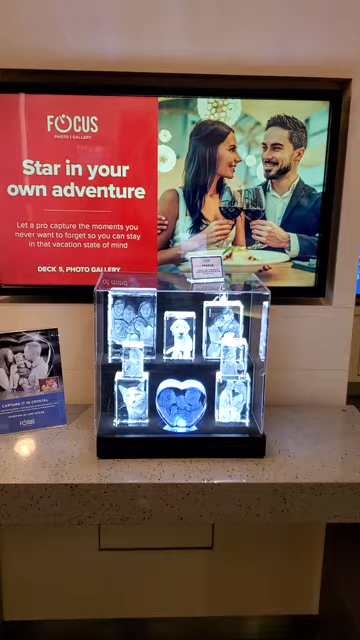 FOCUS
PHOTO | GALLERY
Star in your
own adventure
Let a pro capture the moments you
never want to forget so you can stay
in that vacation state of mind
DECK 5, PHOTO GALLERY
CAPTURE IT IN CRYSTAL
FOCUS